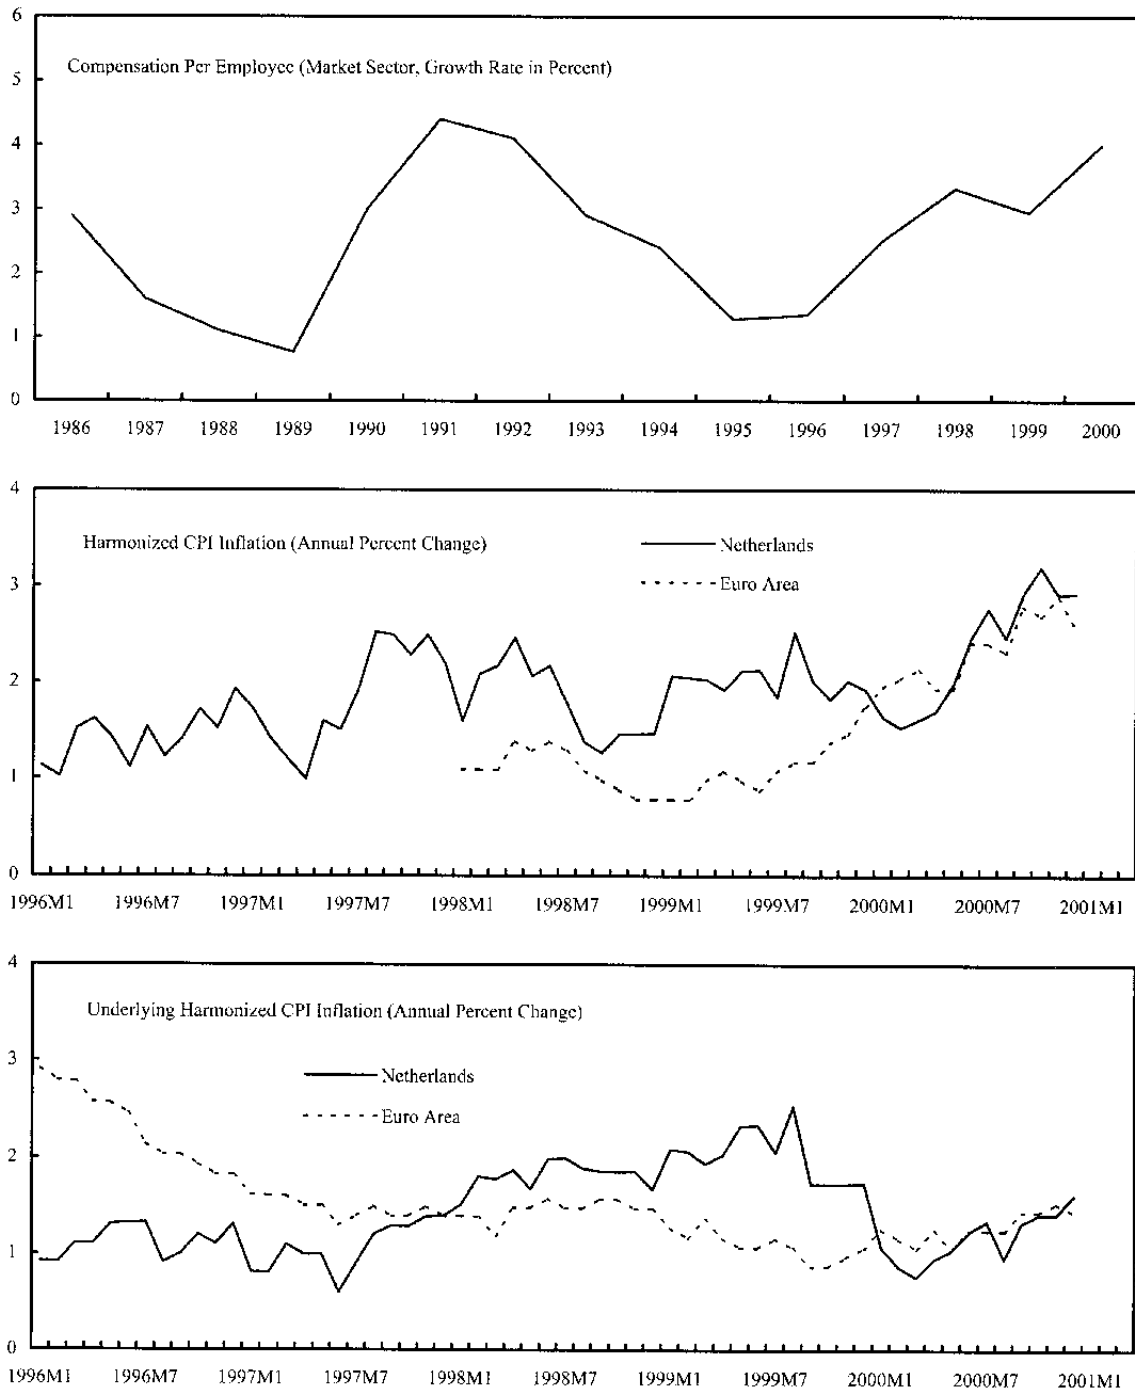 6
Compensation Per Employee (Market Sector, Growth Rate in Percent)
5
4
3
2
1
0
1986 1987 1988 1989 1990 1991 1992 1993 1994 1995 1996 1997 1998 1999 2000
4
Harmonized CPI Inflation (Annual Percent Change)
Netherlands
Euro Area
3
2
1
0
1996M1 1996M7 1997M1 1997M7 1998M1 1998M7 1999M1 1999M7 2000M1 2000M7 2001M1
4
Underlying Harmonized CPI Inflation (Annual Percent Change)
3
Netherlands
Euro Area
2
1
0
1996M1 1996M7 1997M1 1997M7 1998M1 1998M7 1999M1 1999M7 2000M1 2000M7 2001M1